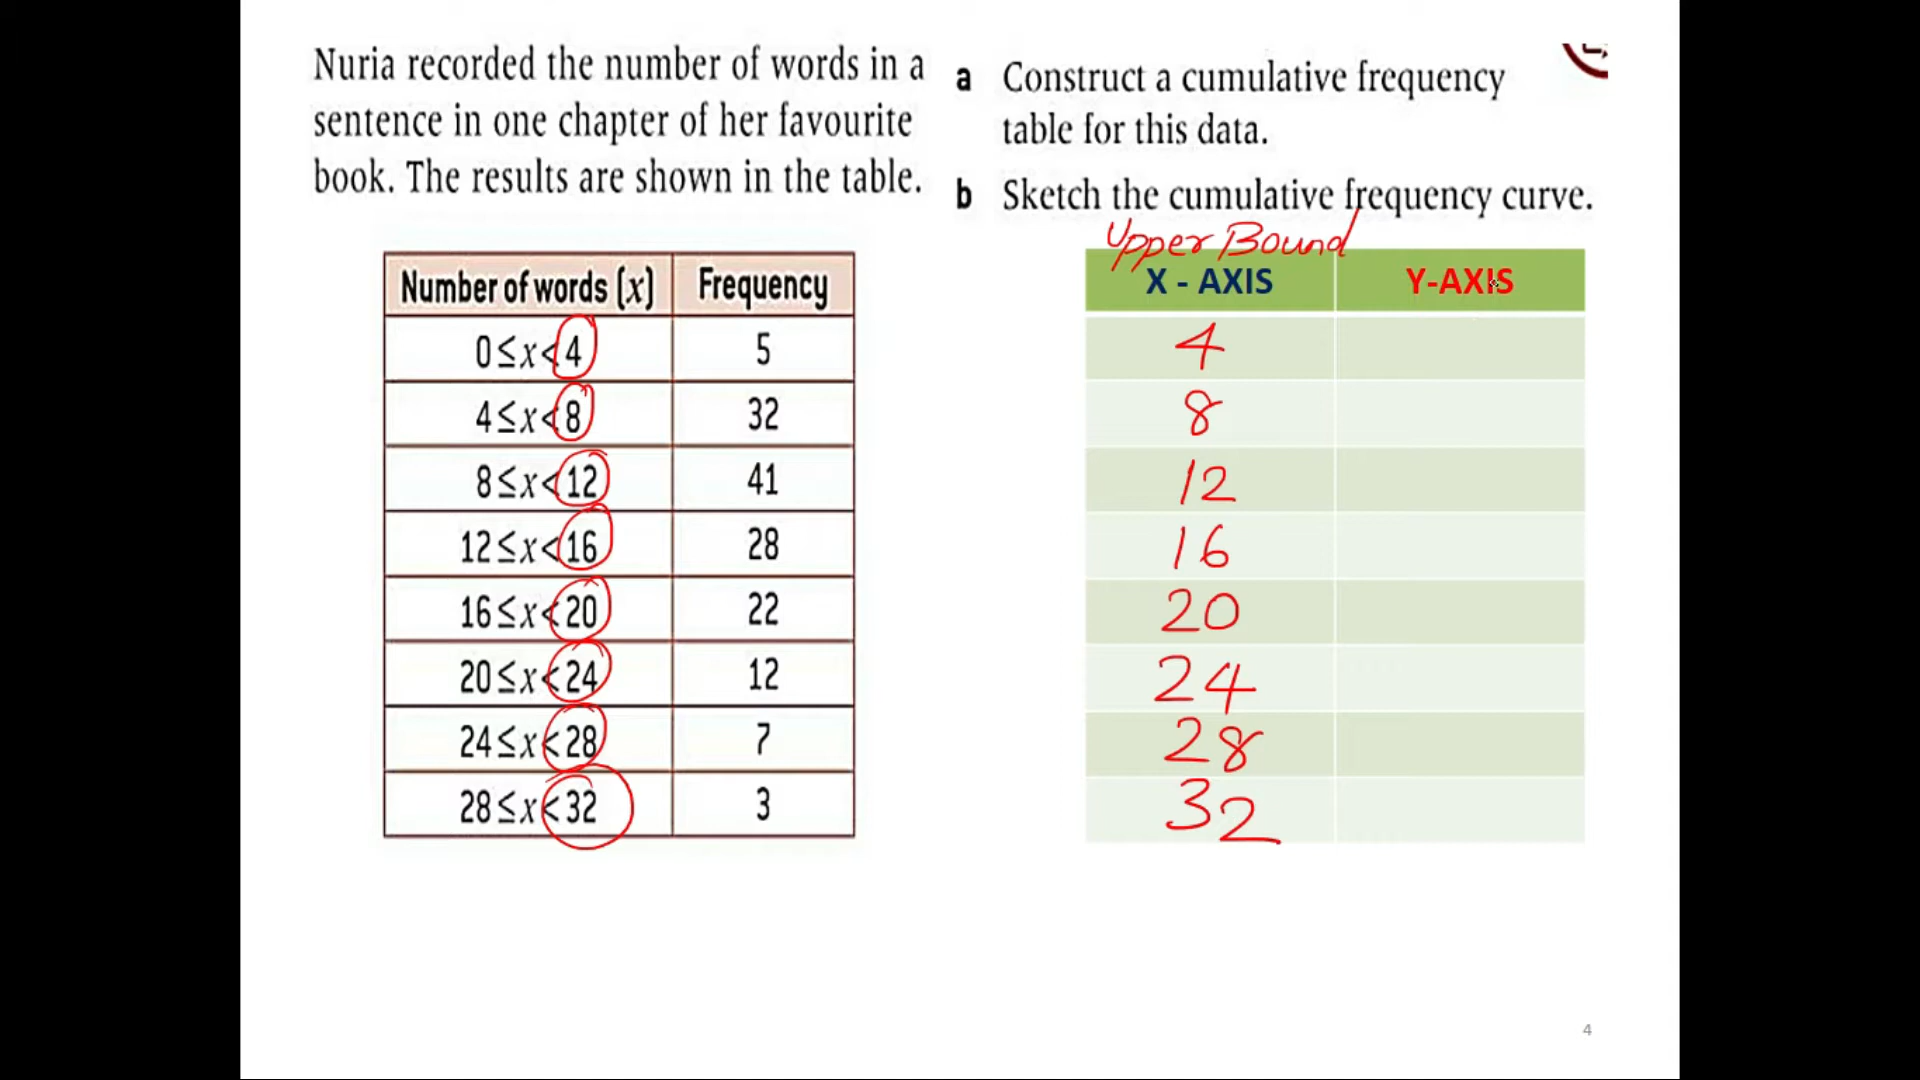 Nuria recorded the number of words in a
sentence in one chapter of her favourite
book. The results are shown in the table.
Number of words (x) Frequency
0≤x<4 5
4≤x<8 32
8≤x<12 41
12≤x<16 28
16≤x<20 22
20≤x<24 12
24≤x<28 7
28≤x<32 3
a Construct a cumulative frequency
table for this data.
b Sketch the cumulative frequency curve.
Upper Bound
X - AXIS Y-AXIS
4
8
12
16
20
24
28
32
4